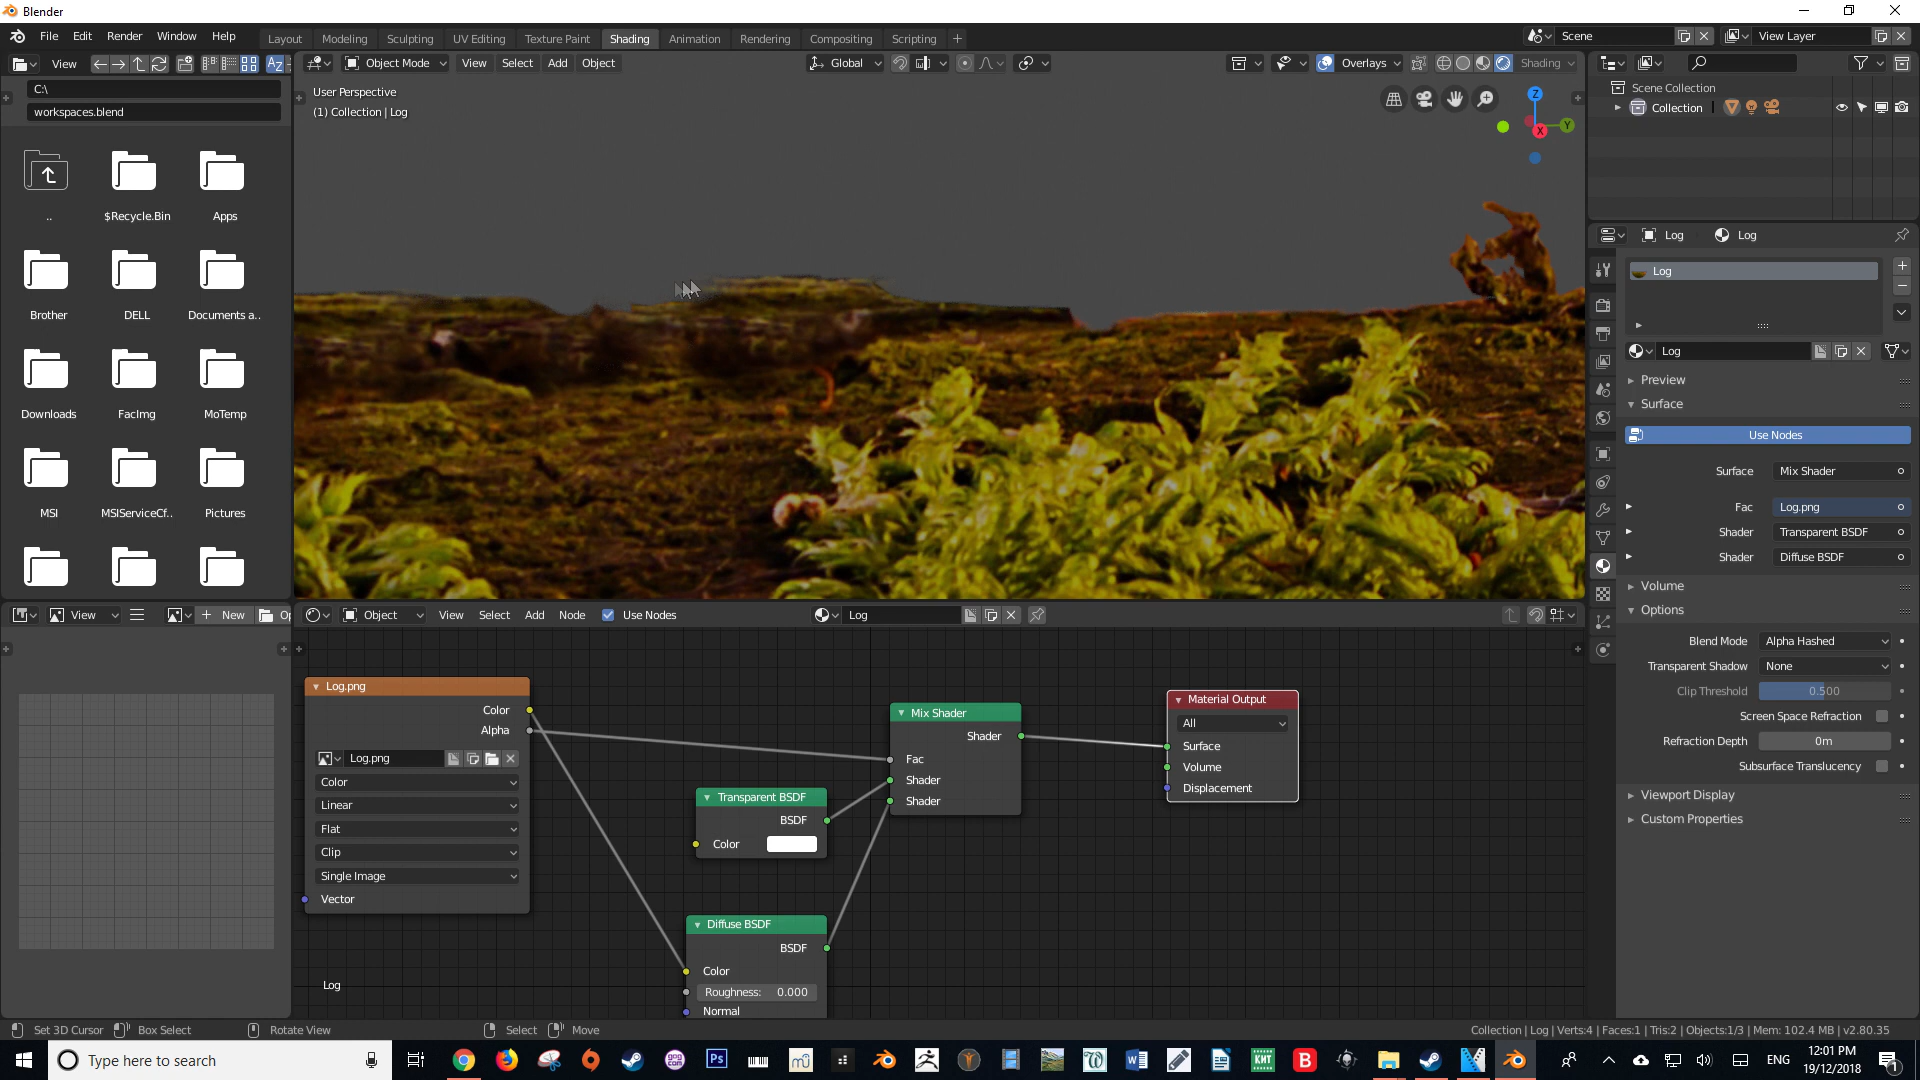 Blender
File Edit Render Window Help
Layout Modeling Sculpting UV Editing Texture Paint Shading Animation Rendering Compositing Scripting
Scene
View Layer
View
C:\
workspaces.blend
..
$Recycle.Bin
Apps
Brother
DELL
Documents a..
Downloads
FacImg
MoTemp
MSI
MSIServiceCf..
Pictures
Object Mode View Select Add Object
Global
Overlays
Shading
User Perspective
(1) Collection | Log
Z
Y
X
Scene Collection
Collection
Log
Log
Log
Log
Preview
Surface
Use Nodes
Surface Mix Shader
Fac Log.png
Shader Transparent BSDF
Shader Diffuse BSDF
Volume
Options
Blend Mode Alpha Hashed
Transparent Shadow None
Clip Threshold 0.500
Screen Space Refraction
Refraction Depth 0m
Subsurface Translucency
Viewport Display
Custom Properties
View
New
Op
Object View Select Add Node Use Nodes
Log
Log.png
Color
Alpha
Log.png
Color
Linear
Flat
Clip
Single Image
Vector
Transparent BSDF
BSDF
Color
Diffuse BSDF
BSDF
Color
Roughness: 0.000
Normal
Mix Shader
Shader
Fac
Shader
Shader
Material Output
All
Surface
Volume
Displacement
Log
Set 3D Cursor Box Select Rotate View Select Move
Collection | Log | Verts:4 | Faces:1 | Tris:2 | Objects:1/3 | Mem: 102.4 MB | v2.80.35
Type here to search
ENG
12:01 PM
19/12/2018